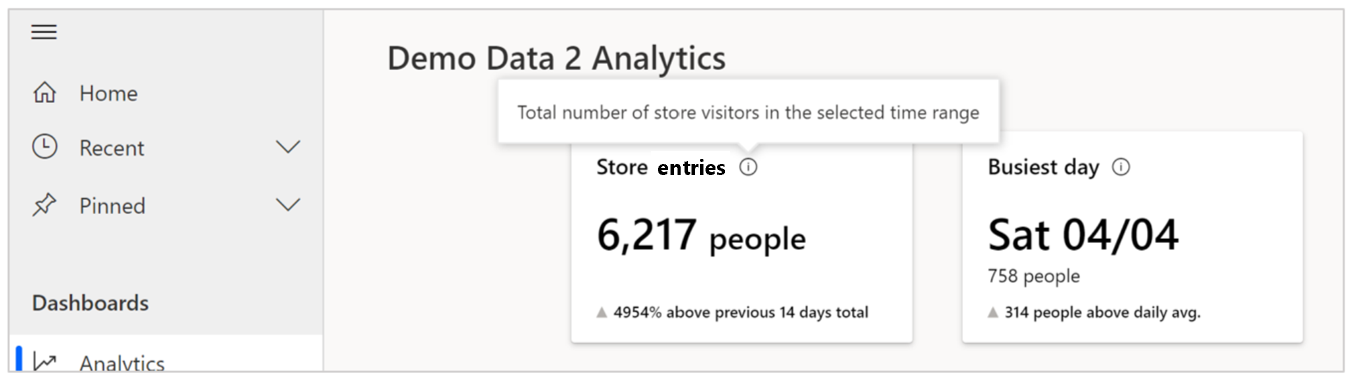 Home
Recent
Pinned
Dashboards
Analytics
Demo Data 2 Analytics
Total number of store visitors in the selected time range
Store entries
6,217 people
4954% above previous 14 days total
Busiest day
Sat 04/04
758 people
314 people above daily avg.